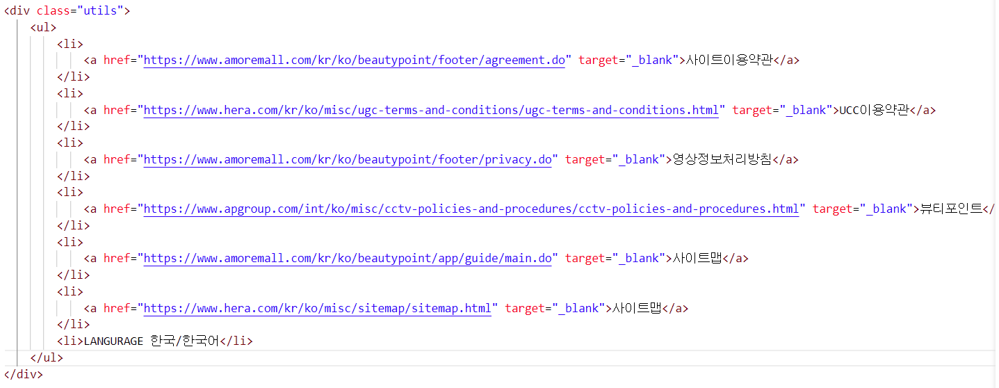 <div class="utils">
<ul>
<li>
<a href="https://www.amoremall.com/kr/ko/beautypoint/footer/agreement.do" target="_blank">사이트이용약관</a>
</li>
<li>
<a href="https://www.hera.com/kr/ko/misc/ugc-terms-and-conditions/ugc-terms-and-conditions.html" target="_blank">UCC이용약관</a>
</li>
<li>
<a href="https://www.amoremall.com/kr/ko/beautypoint/footer/privacy.do" target="_blank">영상정보처리방침</a>
</li>
<li>
<a href="https://www.apgroup.com/int/ko/misc/cctv-policies-and-procedures/cctv-policies-and-procedures.html" target="_blank">뷰티포인트</
</li>
<li>
<a href="https://www.amoremall.com/kr/ko/beautypoint/app/guide/main.do" target="_blank">사이트맵</a>
</li>
<li>
<a href="https://www.hera.com/kr/ko/misc/sitemap/sitemap.html" target="_blank">사이트맵</a>
</li>
<li>LANGURAGE 한국/한국어</li>
</ul>
</div>